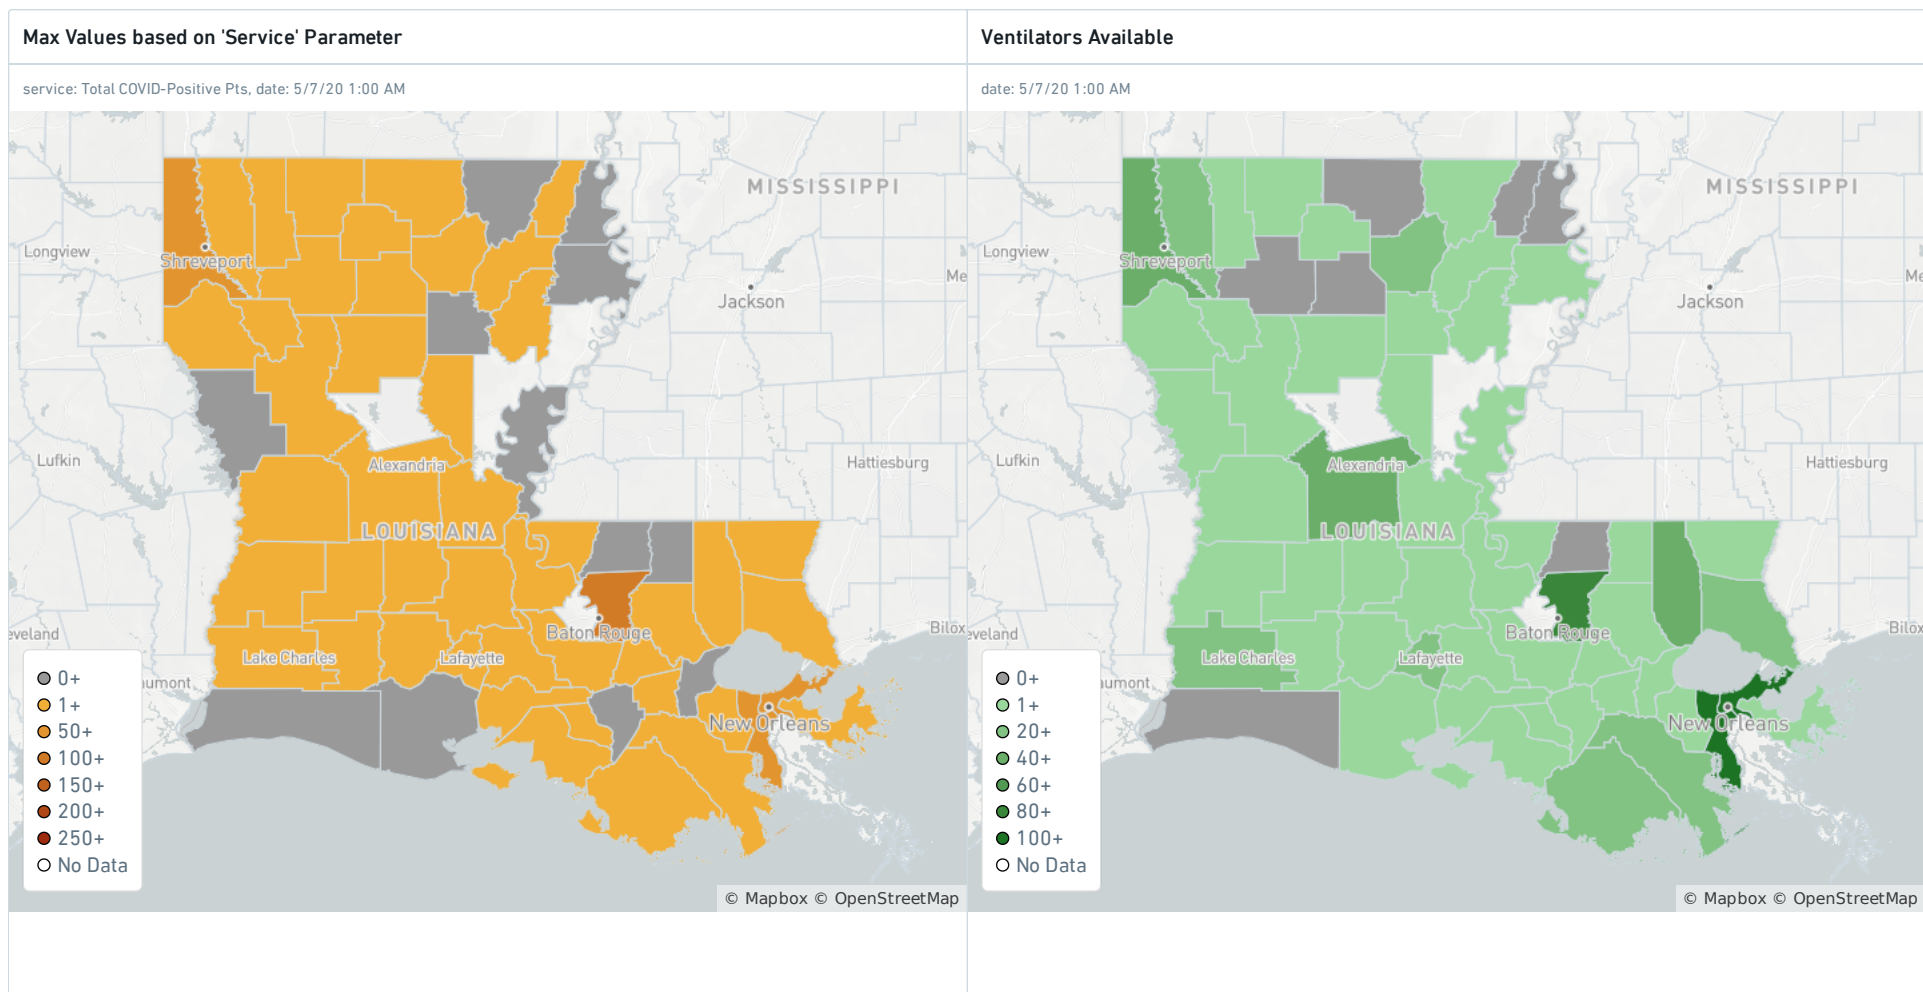 Max Values based on 'Service' Parameter
service: Total COVID-Positive Pts, date: 5/7/20 1:00 AM
MISSISSIPPI
Longview
Shreveport
Me
Jackson
Lufkin
Alexandria
Hattiesburg
LOUISIANA
eveland
Baton Rouge
Bilox
Lake Charles
Lafayette
aumont
New Orleans
0+
1+
50+
100+
150+
200+
250+
No Data
© Mapbox © OpenStreetMap
Ventilators Available
date: 5/7/20 1:00 AM
MISSISSIPPI
Longview
Shreveport
Me
Jackson
Lufkin
Alexandria
Hattiesburg
LOUISIANA
eveland
Baton Rouge
Bilox
Lake Charles
Lafayette
aumont
New Orleans
0+
1+
20+
40+
60+
80+
100+
No Data
© Mapbox © OpenStreetMap